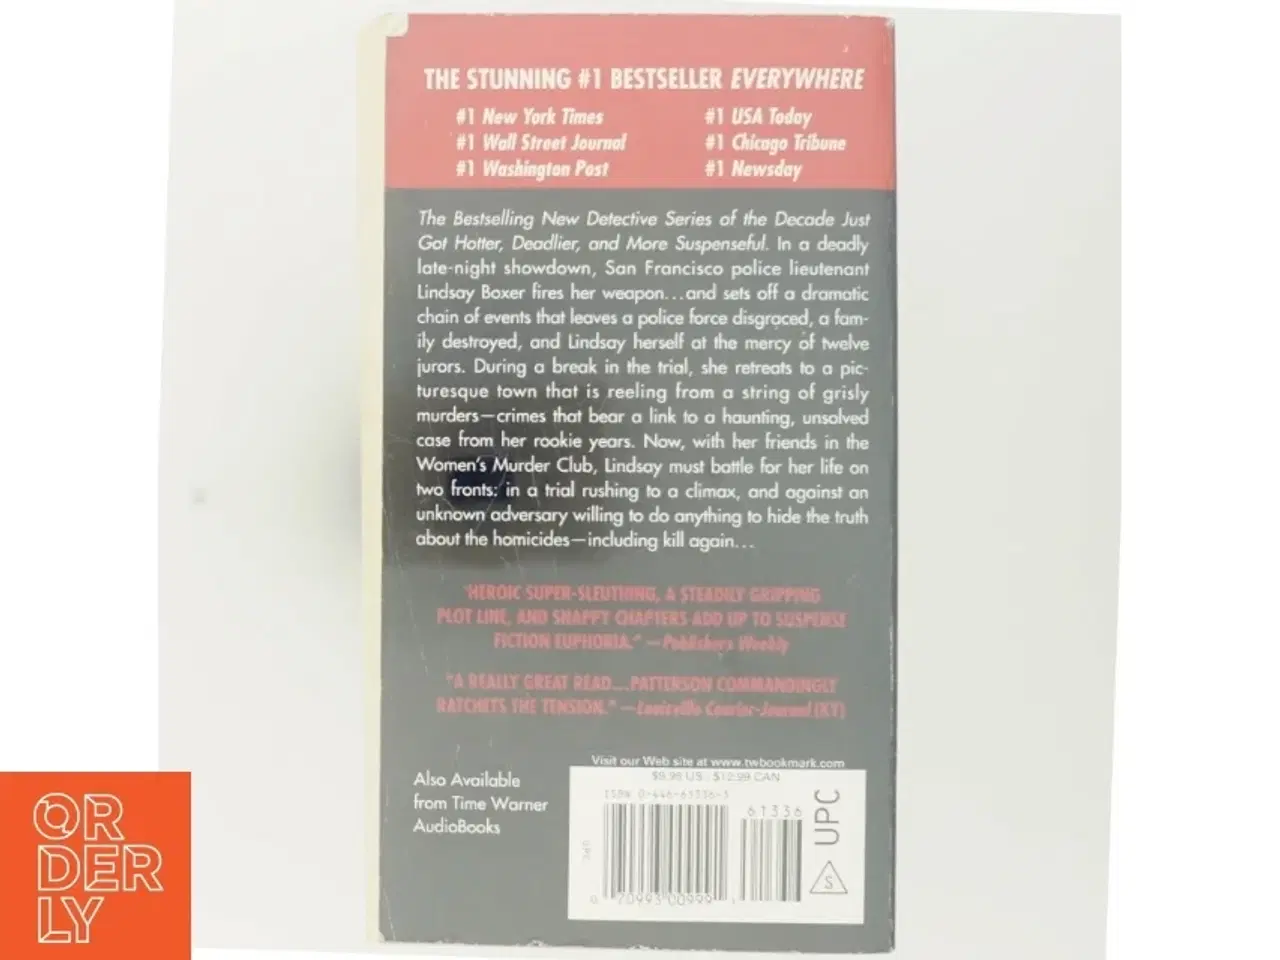 THE STUNNING #1 BESTSELLER EVERYWHERE
#1 New York Times
#1 USA Today
#1 Wall Street Journal
#1 Chicago Tribune
#1 Washington Post
#1 Newsday
The Bestselling New Detective Series of the Decade Just
Got Hotter, Deadlier, and More Suspenseful. In a deadly
late-night showdown, San Francisco police lieutenant
Lindsay Boxer fires her weapon...and sets off a dramatic
chain of events that leaves a police force disgraced, a fam-
ily destroyed, and Lindsay herself at the mercy of twelve
jurors. During a break in the trial, she retreats to a pic-
turesque town that is reeling from a string of grisly
murders—crimes that bear a link to a haunting, unsolved
case from her rookie years. Now, with her friends in the
Women's Murder Club, Lindsay must battle for her life on
two fronts: in a trial rushing to a climax, and against an
unknown adversary willing to do anything to hide the truth
about the homicides—including kill again...
"HEROIC SUPER-SLEUTHING, A STEADILY GRIPPING
PLOT LINE, AND SNAPPY CHAPTERS ADD UP TO SUSPENSE
FICTION EUPHORIA." —Publishers Weekly
"A REALLY GREAT READ....PATTERSON COMMANDINGLY
RATCHETS THE TENSION." —Louisville Courier-Journal (KY)
Visit our Web site at www.twbookmark.com
Also Available
from Time Warner
AudioBooks
US $12.99 CAN
ISBN 0-446-61336-3
61336
UPC
S
0 70993 00999 1
ORDERLY